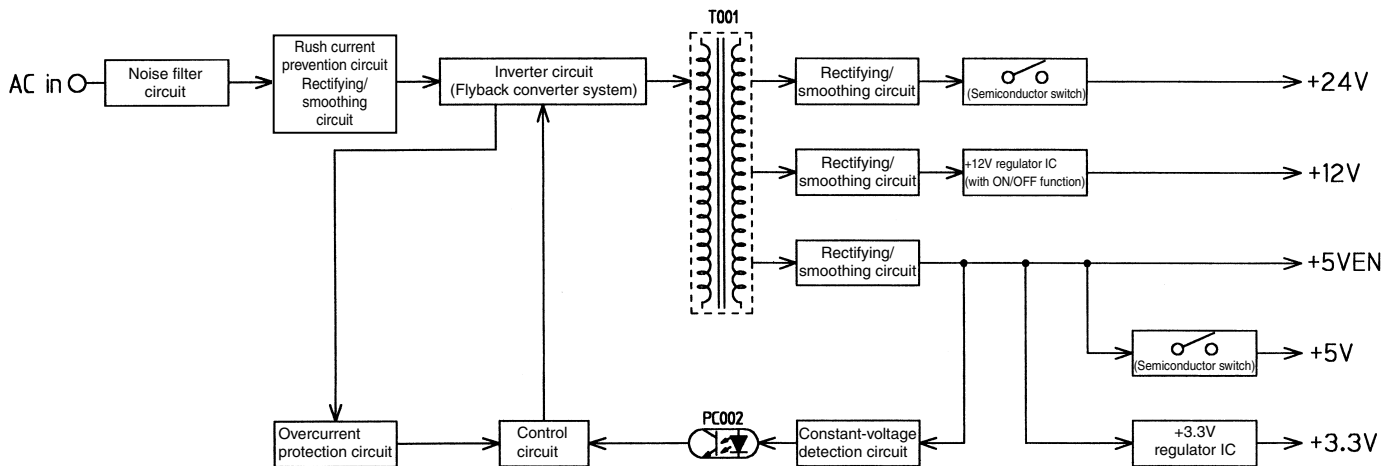 T001
AC in
Noise filter
circuit
Rush current
prevention circuit
Rectifying/
smoothing
circuit
Inverter circuit
(Flyback converter system)
Rectifying/
smoothing circuit
(Semiconductor switch)
+24V
Rectifying/
smoothing circuit
+12V regulator IC
(with ON/OFF function)
+12V
Rectifying/
smoothing circuit
+5VEN
(Semiconductor switch)
+5V
Overcurrent
protection circuit
Control
circuit
PC002
Constant-voltage
detection circuit
+3.3V
regulator IC
+3.3V